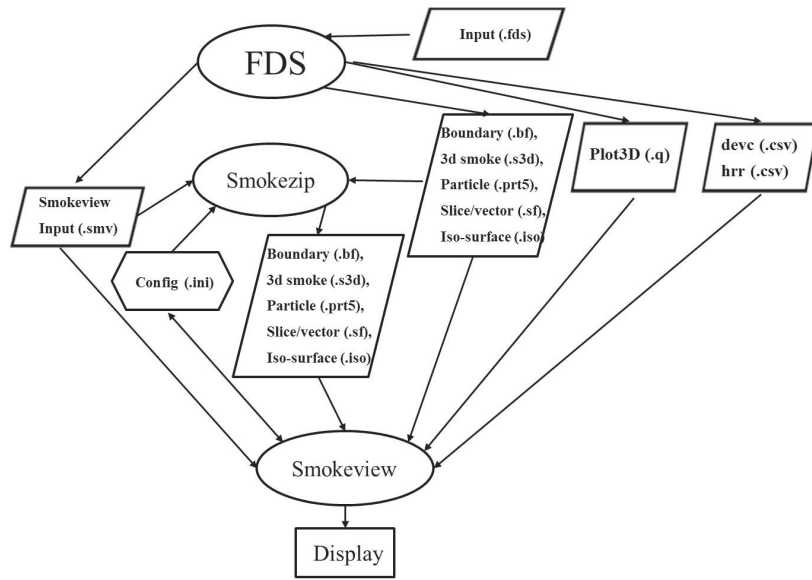 Input (.fds)
FDS
Boundary (.bf),
3d smoke (.s3d),
Particle (.prt5),
Slice/vector (.sf),
Iso-surface (.iso)
Plot3D (.q)
devc (.csv)
hrr (.csv)
Smokezip
Smokeview
Input (.smv)
Config (.ini)
Boundary (.bf),
3d smoke (.s3d),
Particle (.prt5),
Slice/vector (.sf),
Iso-surface (.iso)
Smokeview
Display